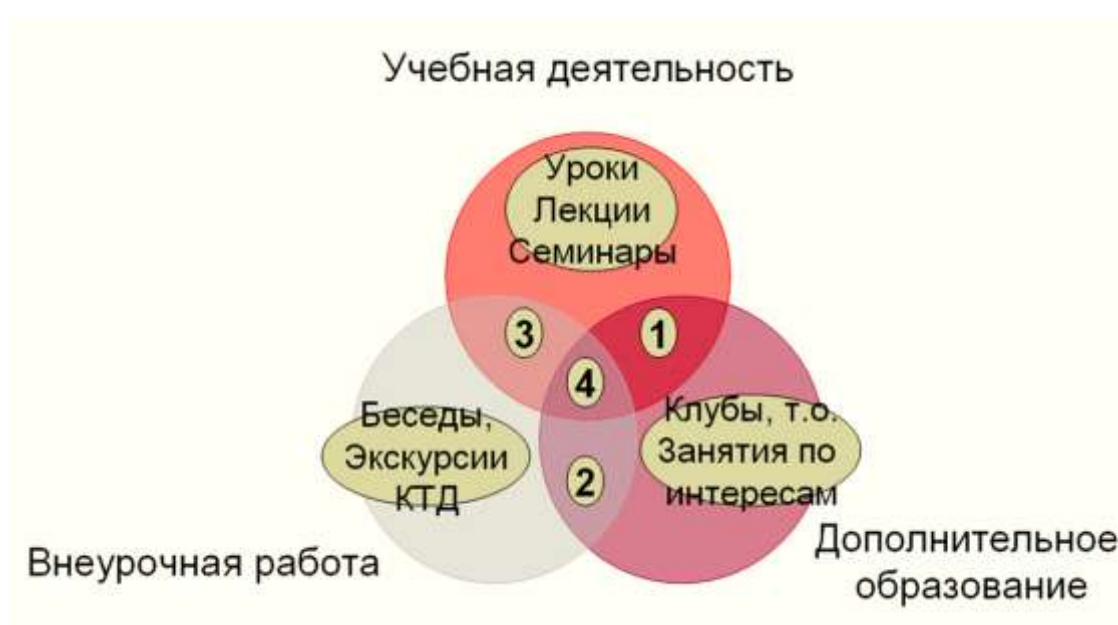 Учебная деятельность
Уроки
Лекции
Семинары
3
1
4
Беседы,
Экскурсии
КТД
Клубы, т.о.
Занятия по
интересам
2
Внеурочная работа
Дополнительное
образование